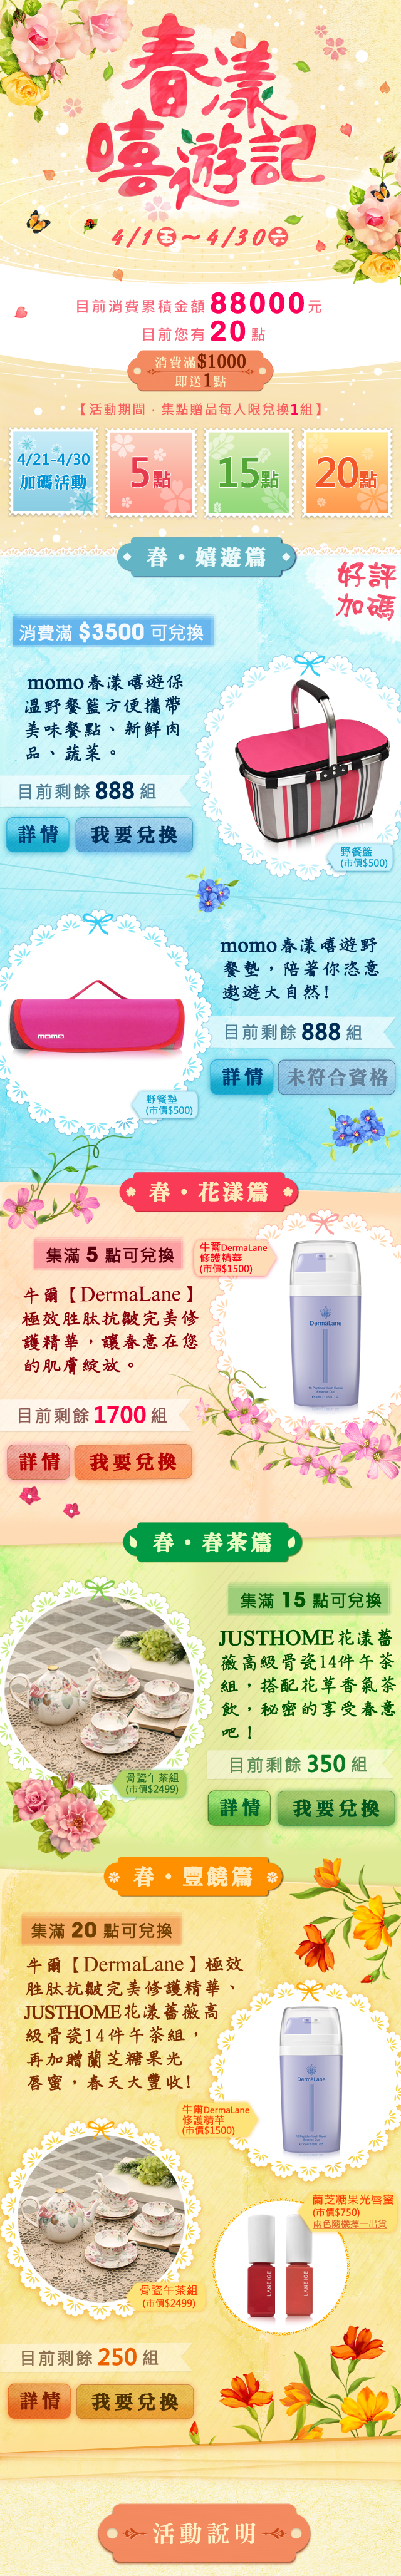 春漾
嘻遊記
4/1五～4/30六
目前消費累積金額88000元
目前您有20點
消費滿$1000
即送1點
【活動期間，集點贈品每人限兌換1組】
4/21-4/30
加碼活動
5點
15點
20點
春・嬉遊篇
好評
加碼
消費滿 $3500 可兌換
momo春漾嘻遊保
溫野餐籃方便攜帶
美味餐點、新鮮肉
品、蔬菜。
目前剩餘 888 組
詳情
我要兌換
野餐籃
(市價$500)
momo春漾嘻遊野
餐墊，陪著你恣意
遨遊大自然!
目前剩餘 888 組
詳情
未符合資格
momo
野餐墊
(市價$500)
春・花漾篇
集滿 5 點可兌換
牛爾DermaLane
修護精華
(市價$1500)
牛爾【DermaLane】
極效胜肽抗皺完美修
護精華，讓春意在您
的肌膚綻放。
DermaLane
目前剩餘 1700 組
詳情
我要兌換
春・春茶篇
集滿 15 點可兌換
JUSTHOME花漾薔
薇高級骨瓷14件午茶
組，搭配花草香氣茶
飲，秘密的享受春意
吧！
目前剩餘 350 組
骨瓷午茶組
(市價$2499)
詳情
我要兌換
春・豐饒篇
集滿 20 點可兌換
牛爾【DermaLane】極效
胜肽抗皺完美修護精華、
JUSTHOME花漾薔薇高
級骨瓷14件午茶組，
再加贈蘭芝糖果光
唇蜜，春天大豐收!
DermaLane
牛爾DermaLane
修護精華
(市價$1500)
蘭芝糖果光唇蜜
(市價$750)
兩色隨機擇一出貨
LANEIGE
LANEIGE
骨瓷午茶組
(市價$2499)
目前剩餘 250 組
詳情
我要兌換
活動說明